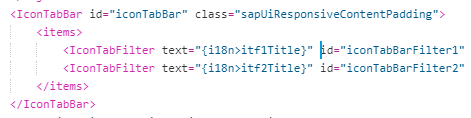 <IconTabBar id="iconTabBar" class="sapUiResponsiveContentPadding">
<items>
<IconTabFilter text="{i18n>itf1Title}" id="iconTabBarFilter1"
<IconTabFilter text="{i18n>itf2Title}" id="iconTabBarFilter2"
</items>
</IconTabBar>